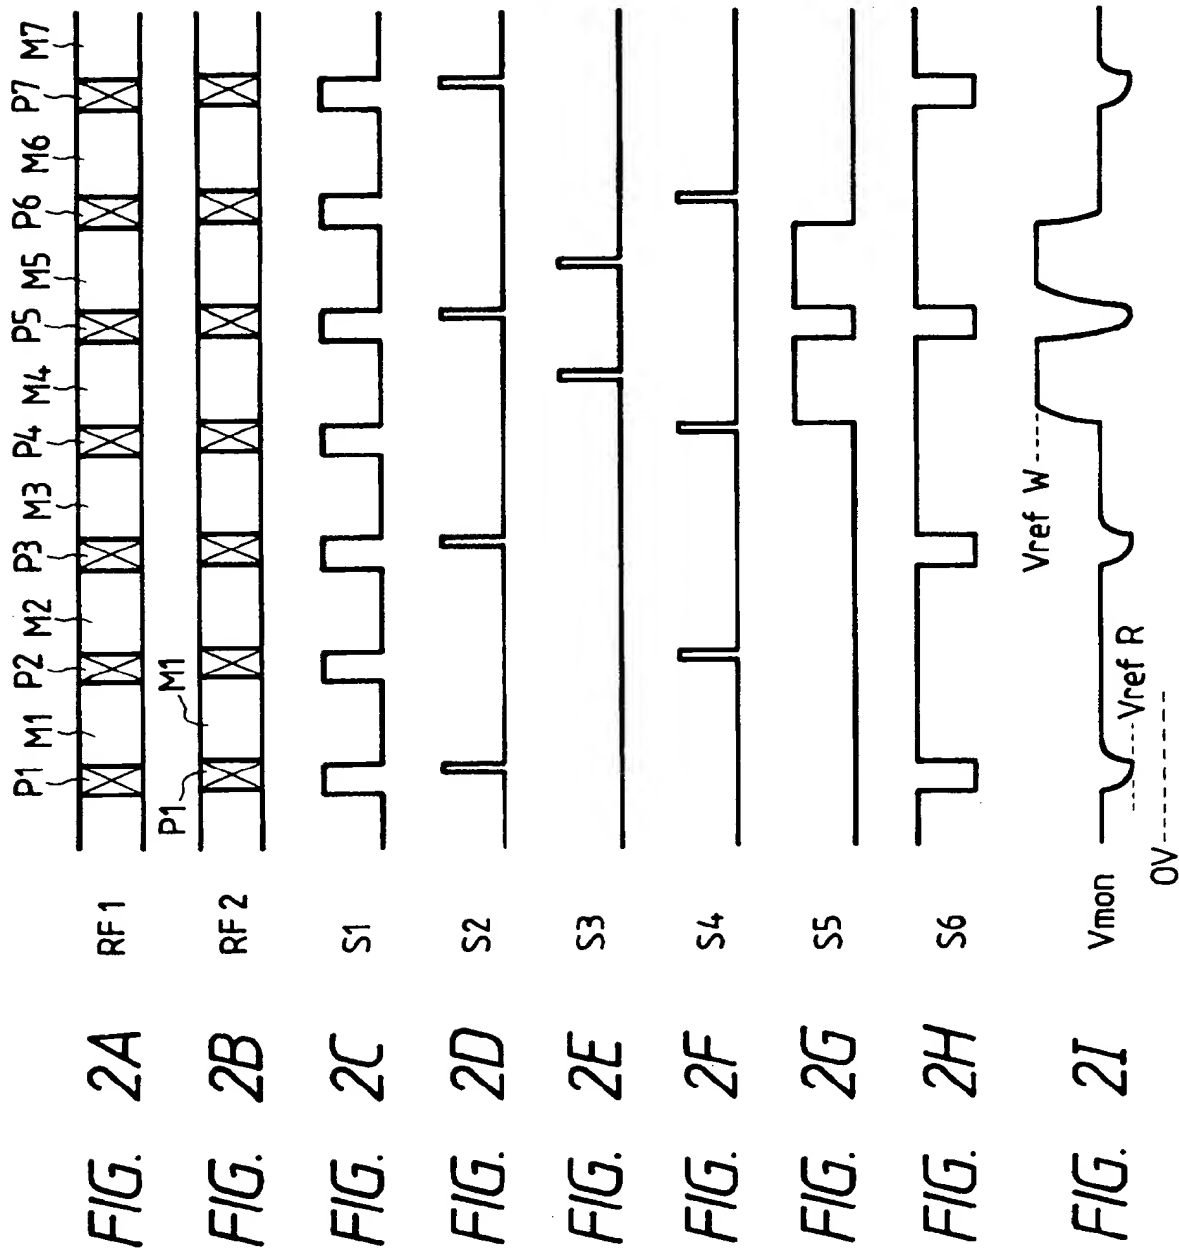 P1 M1 P2 M2 P3 M3 P4 M4 P5 M5 P6 M6 P7 M7
FIG. 2A RF1
P1 M1
FIG. 2B RF2
FIG. 2C S1
FIG. 2D S2
FIG. 2E S3
FIG. 2F S4
FIG. 2G S5
FIG. 2H S6
Vref W
Vref R
FIG. 2I Vmon
0V